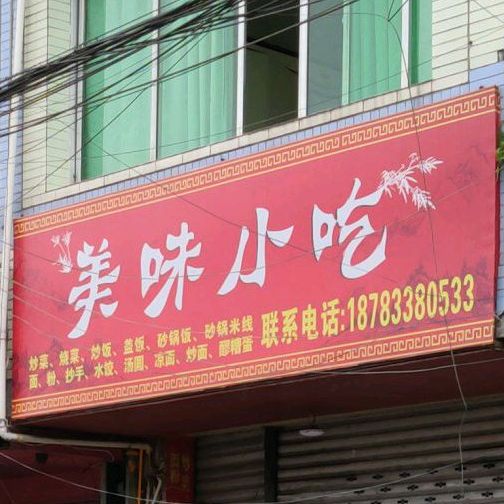 美味小吃
炒菜、烧菜、炒饭、盖饭、砂锅饭、砂锅米线
面、粉、抄手、水饺、汤圆、凉面、炒面、醪糟蛋
联系电话:18783380533